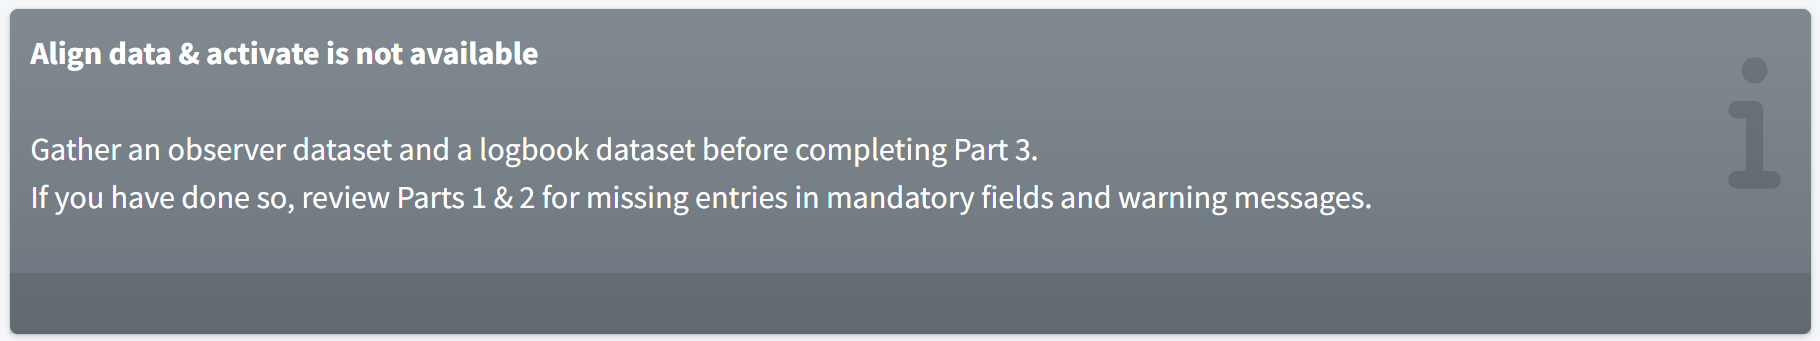 Align data & activate is not available
Gather an observer dataset and a logbook dataset before completing Part 3.
If you have done so, review Parts 1 & 2 for missing entries in mandatory fields and warning messages.